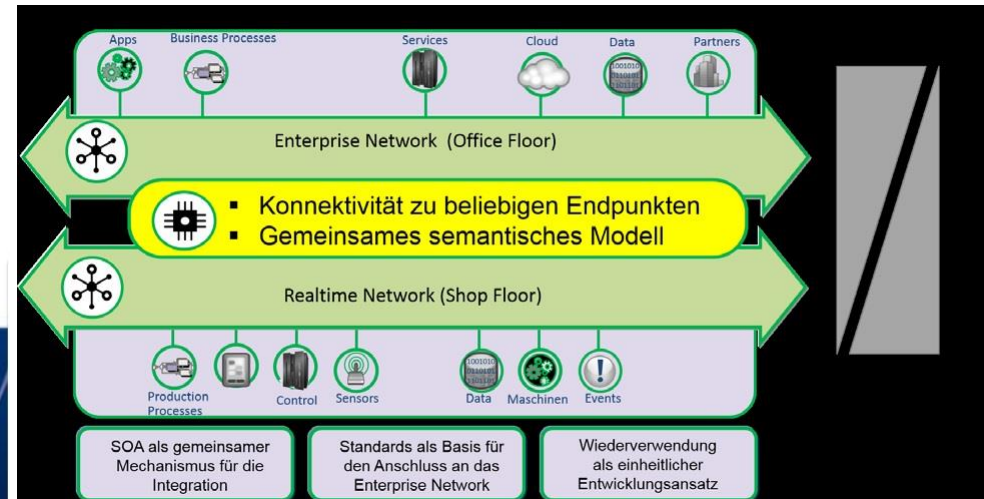 Apps
Business Processes
Services
Cloud
Data
Partners
Enterprise Network (Office Floor)
▪ Konnektivität zu beliebigen Endpunkten
▪ Gemeinsames semantisches Modell
Realtime Network (Shop Floor)
Production
Processes
Control
Sensors
Data
Maschinen
Events
SOA als gemeinsamer
Mechanismus für die
Integration
Standards als Basis für
den Anschluss an das
Enterprise Network
Wiederverwendung
als einheitlicher
Entwicklungsansatz